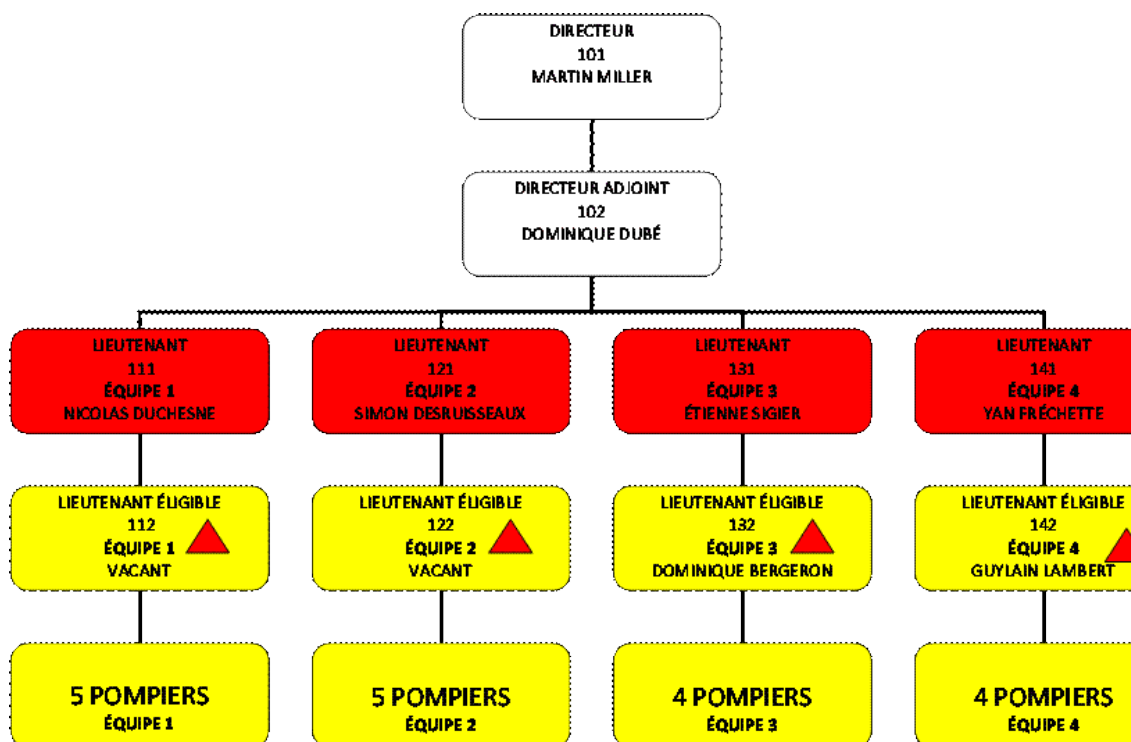 DIRECTEUR
101
MARTIN MILLER
DIRECTEUR ADJOINT
102
DOMINIQUE DUBÉ
LIEUTENANT
111
ÉQUIPE 1
NICOLAS DUCHESNE
LIEUTENANT
121
ÉQUIPE 2
SIMON DESRUISSEAUX
LIEUTENANT
131
ÉQUIPE 3
ÉTIENNE SIGIER
LIEUTENANT
141
ÉQUIPE 4
YAN FRÉCHETTE
LIEUTENANT ÉLIGIBLE
112
ÉQUIPE 1
VACANT
LIEUTENANT ÉLIGIBLE
122
ÉQUIPE 2
VACANT
LIEUTENANT ÉLIGIBLE
132
ÉQUIPE 3
DOMINIQUE BERGERON
LIEUTENANT ÉLIGIBLE
142
ÉQUIPE 4
GUYLAIN LAMBERT
5 POMPIERS
ÉQUIPE 1
5 POMPIERS
ÉQUIPE 2
4 POMPIERS
ÉQUIPE 3
4 POMPIERS
ÉQUIPE 4